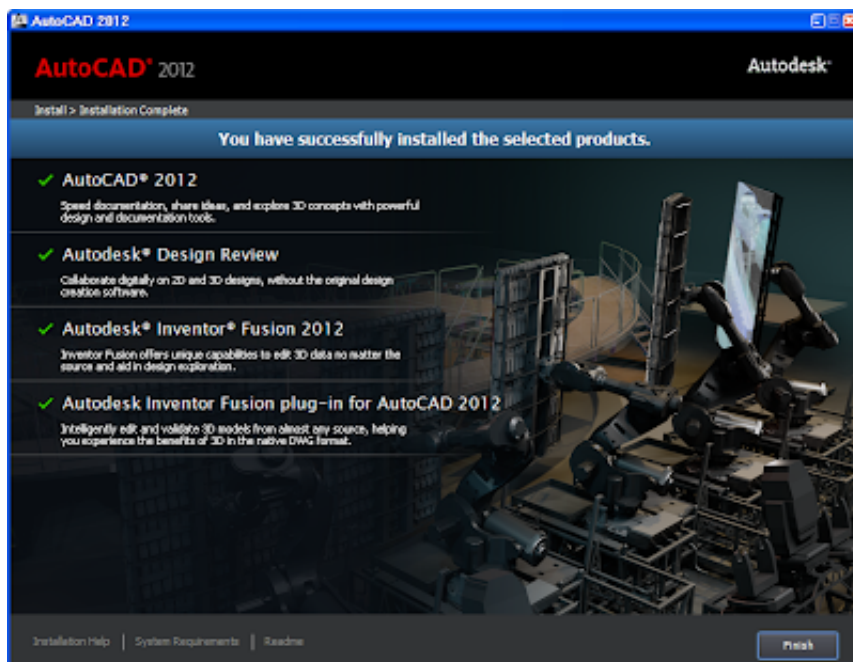 AutoCAD 2012
AutoCAD® 2012
Autodesk®
Install > Installation Complete
You have successfully installed the selected products.
AutoCAD® 2012
Speed documentation, share ideas, and explore 3D concepts with powerful
design and documentation tools.
Autodesk® Design Review
Collaborate digitally on 2D and 3D designs, without the original design
creation software.
Autodesk® Inventor® Fusion 2012
Inventor Fusion offers unique capabilities to edit 3D data no matter the
source and aid in design exploration.
Autodesk Inventor Fusion plug-in for AutoCAD 2012
Intelligently edit and validate 3D models from almost any source, helping
you experience the benefits of 3D in the native DWG format.
Installation Help | System Requirements | Readme
Finish